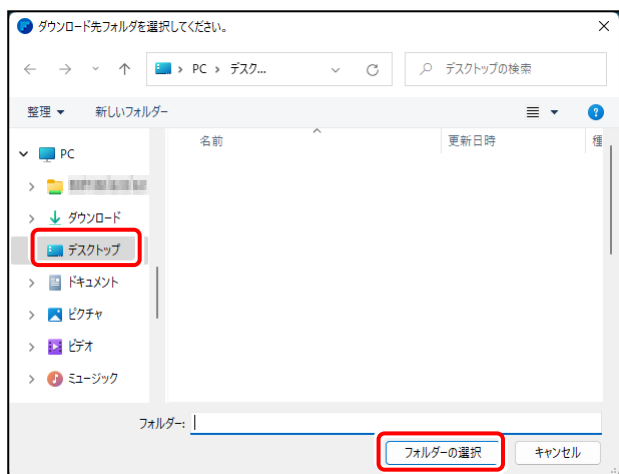 ダウンロード先フォルダを選択してください。
PC › デスク...
デスクトップの検索
整理 新しいフォルダー
名前 更新日時 種
PC
ダウンロード
デスクトップ
ドキュメント
ピクチャ
ビデオ
ミュージック
フォルダー:
フォルダーの選択 キャンセル